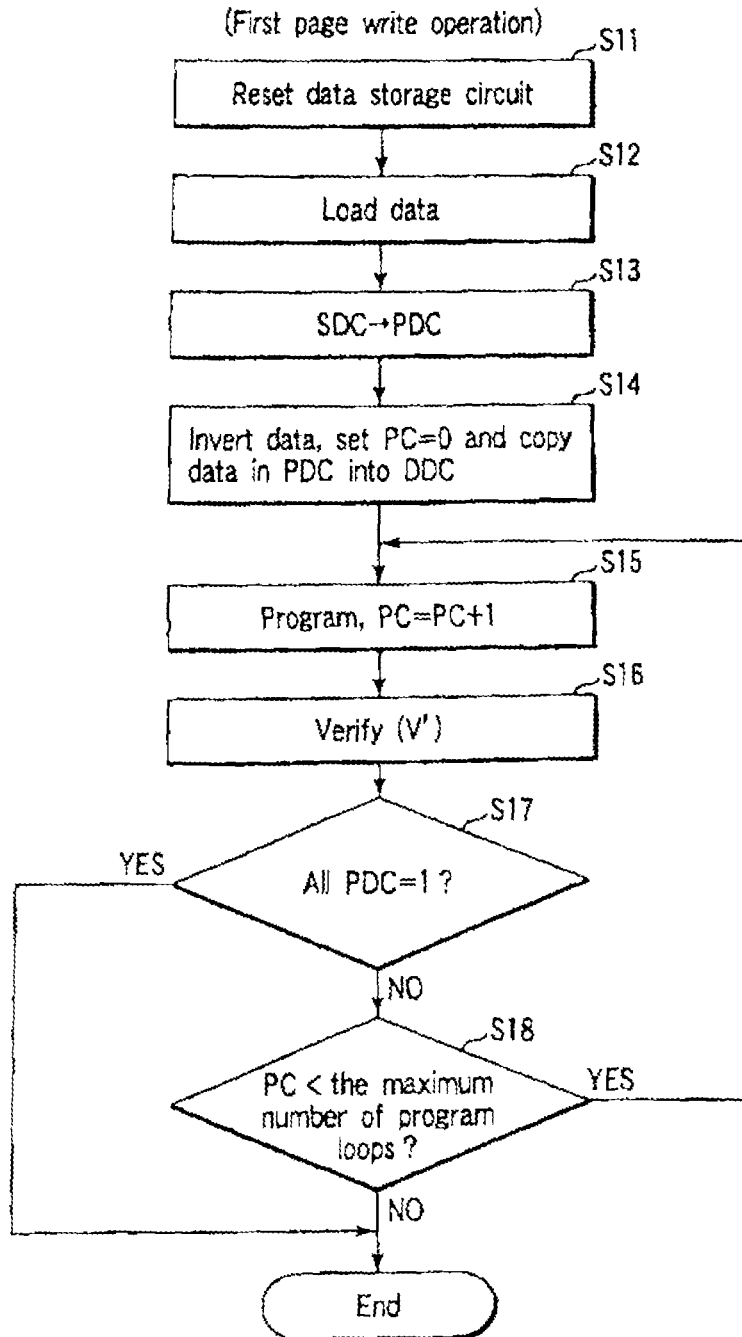 (First page write operation)
S11
Reset data storage circuit
S12
Load data
S13
SDC→PDC
S14
Invert data, set PC=0 and copy
data in PDC into DDC
S15
Program, PC=PC+1
S16
Verify (V')
S17
YES
All PDC=1 ?
NO
S18
PC < the maximum
number of program
loops ?
YES
NO
End